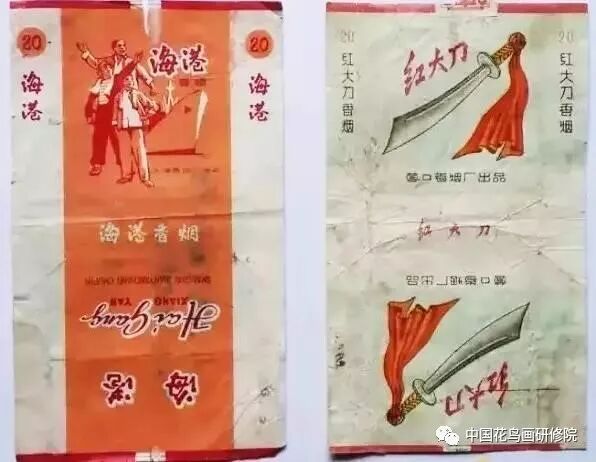 20
海港
20
海港
海港
海港香烟
XIANG YAN
Hai Gang
海港
20
红大刀香烟
20
红大刀香烟
红大刀
营口卷烟厂出品
红大刀
营口卷烟厂出品
红大刀
中国花鸟画研修院